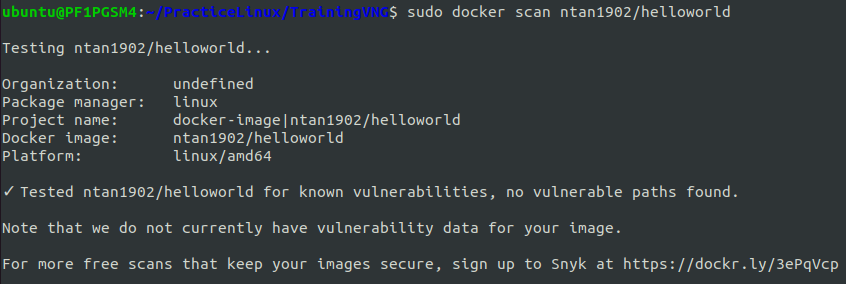 ubuntu@PF1PGSM4:~/PracticeLinux/TrainingVNG$ sudo docker scan ntan1902/helloworld
Testing ntan1902/helloworld...
Organization: undefined
Package manager: linux
Project name: docker-image|ntan1902/helloworld
Docker image: ntan1902/helloworld
Platform: linux/amd64
✓ Tested ntan1902/helloworld for known vulnerabilities, no vulnerable paths found.
Note that we do not currently have vulnerability data for your image.
For more free scans that keep your images secure, sign up to Snyk at https://dockr.ly/3ePqVcp